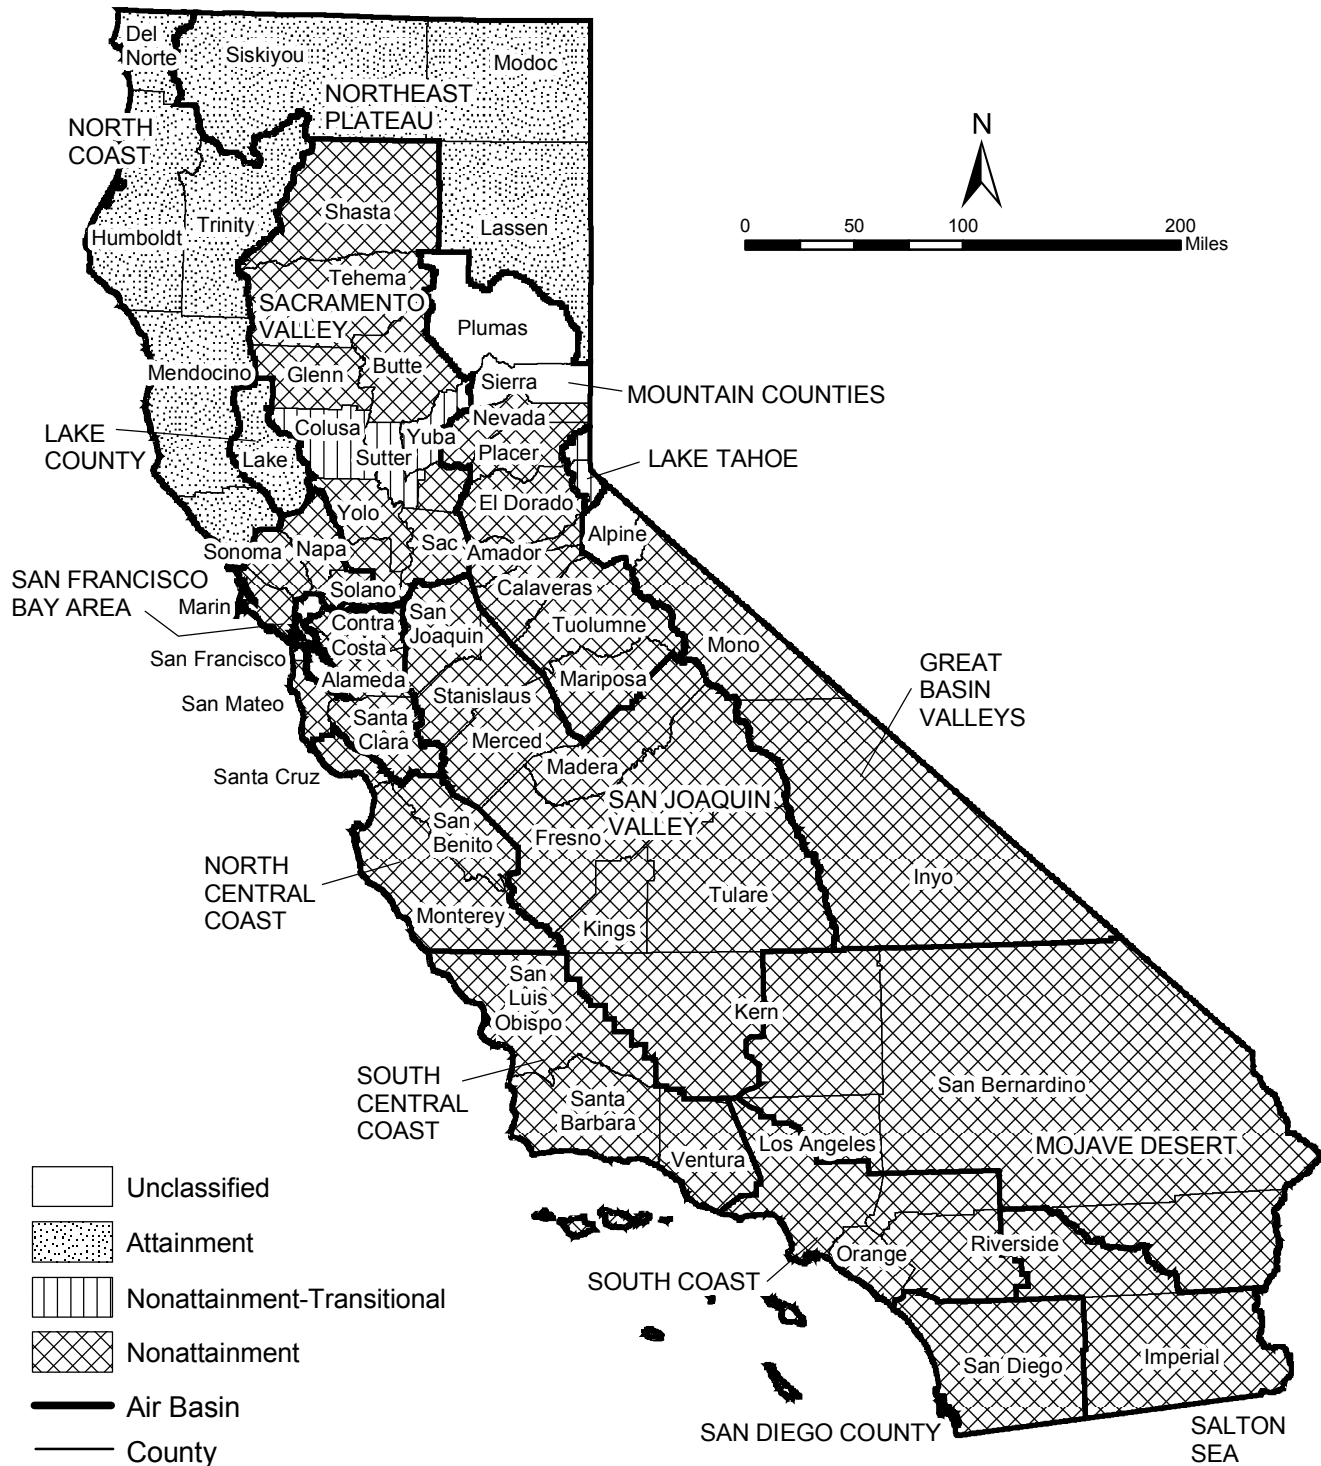 Del
Norte
Siskiyou
Modoc
NORTHEAST
PLATEAU
NORTH
COAST
N
Shasta
Trinity
Humboldt
Lassen
0
50
100
200
Miles
Tehema
SACRAMENTO
VALLEY
Plumas
Butte
Glenn
Mendocino
Sierra
MOUNTAIN COUNTIES
Nevada
Colusa
Yuba
LAKE
COUNTY
Lake
Sutter
Placer
LAKE TAHOE
El Dorado
Yolo
Alpine
Sac
Sonoma
Napa
Amador
SAN FRANCISCO
BAY AREA
Solano
Calaveras
Marin
San
Joaquin
Contra
Costa
Tuolumne
Mono
San Francisco
Alameda
Mariposa
GREAT
BASIN
VALLEYS
San Mateo
Stanislaus
Santa
Clara
Merced
Madera
Santa Cruz
SAN JOAQUIN
VALLEY
San
Benito
Fresno
NORTH
CENTRAL
COAST
Inyo
Tulare
Monterey
Kings
San
Luis
Obispo
Kern
SOUTH
CENTRAL
COAST
San Bernardino
Santa
Barbara
Los Angeles
MOJAVE DESERT
Ventura
Orange
Riverside
SOUTH COAST
San Diego
Imperial
SAN DIEGO COUNTY
SALTON
SEA
Unclassified
Attainment
Nonattainment-Transitional
Nonattainment
Air Basin
County